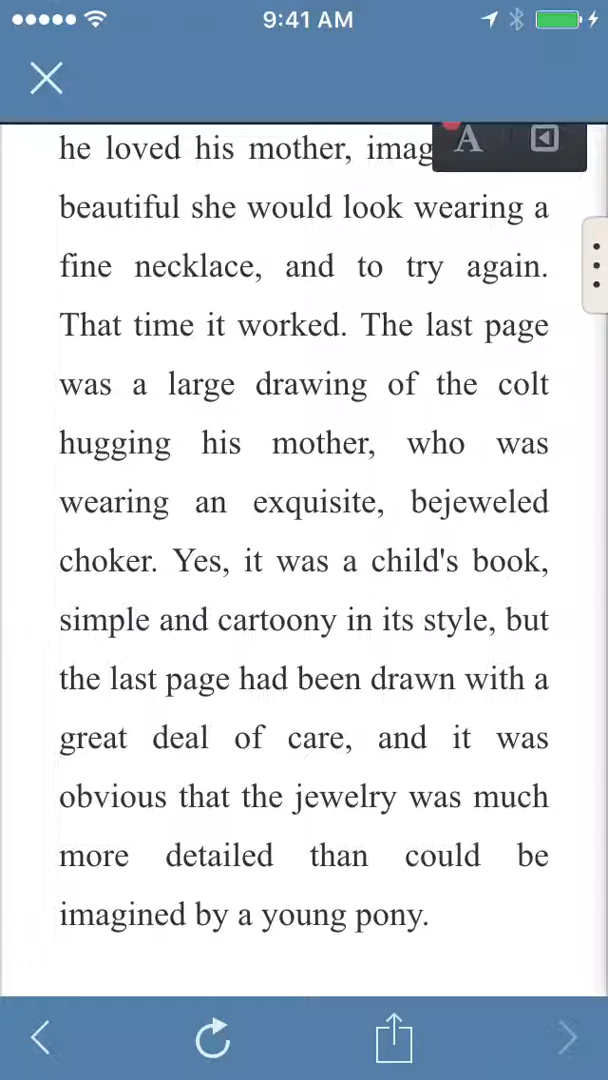 9:41 AM
he loved his mother, imag
A
beautiful she would look wearing a
fine necklace, and to try again.
That time it worked. The last page
was a large drawing of the colt
hugging his mother, who was
wearing an exquisite, bejeweled
choker. Yes, it was a child's book,
simple and cartoony in its style, but
the last page had been drawn with a
great deal of care, and it was
obvious that the jewelry was much
more detailed than could be
imagined by a young pony.